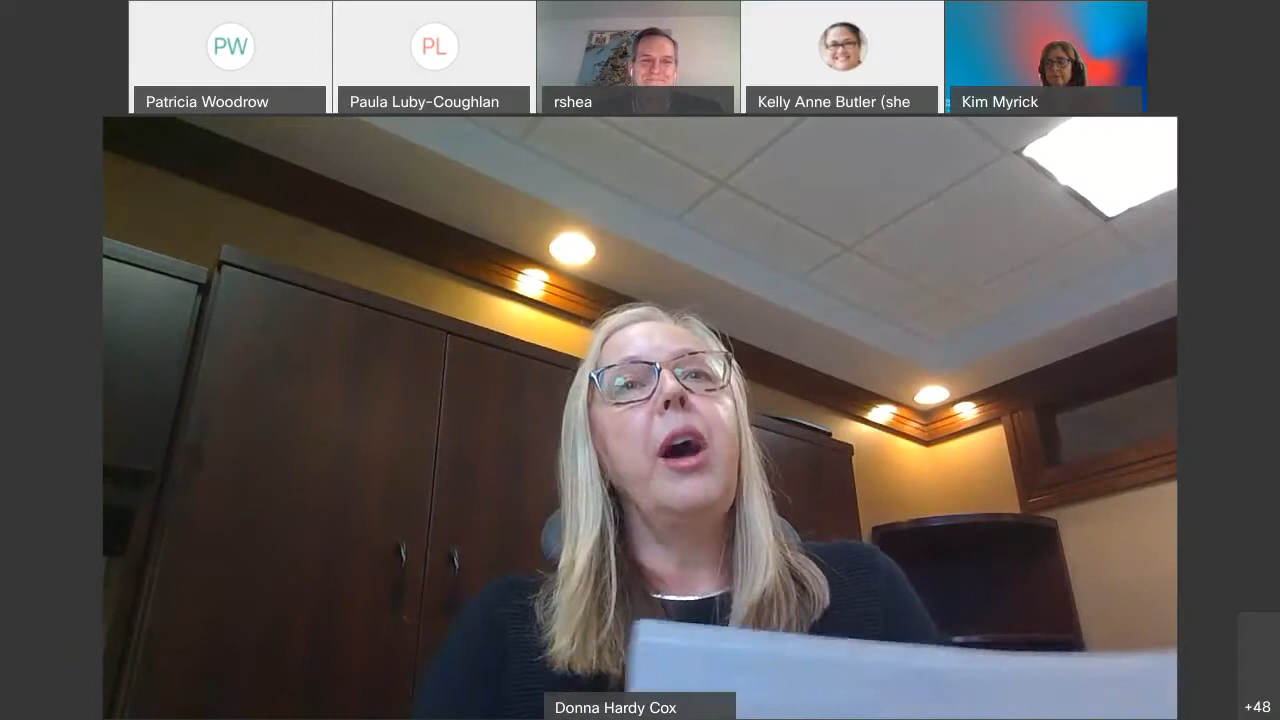 PW
PL
Patricia Woodrow
Paula Luby-Coughlan
rshea
Kelly Anne Butler (she
Kim Myrick
Donna Hardy Cox
+48